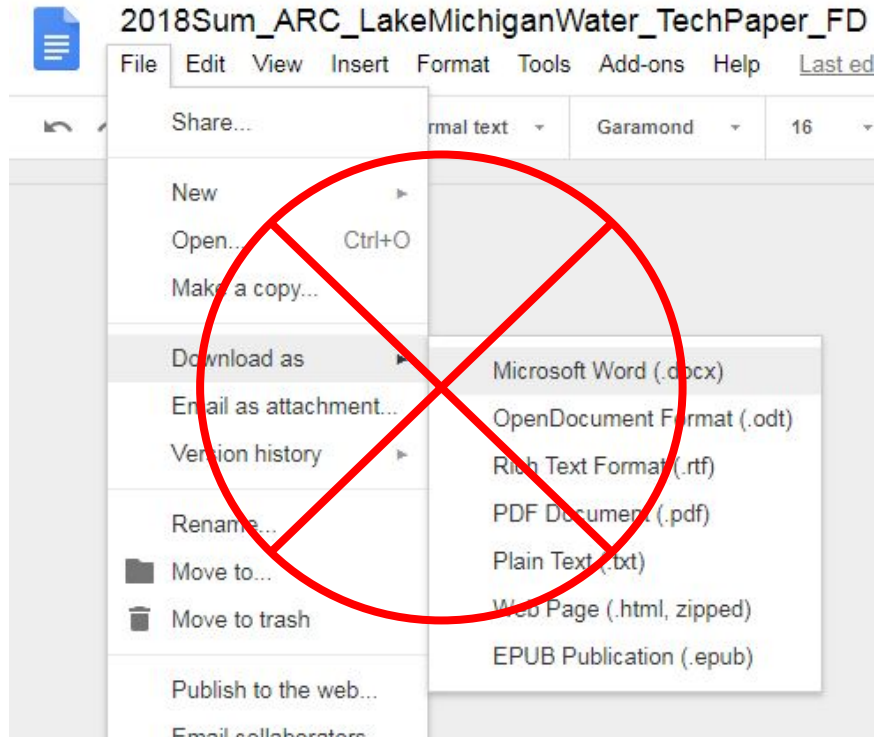 2018Sum_ARC_LakeMichiganWater_TechPaper_FD
File Edit View Insert Format Tools Add-ons Help Last ed
rmal text Garamond 16
Share...
New
Open... Ctrl+O
Make a copy...
Download as
Email as attachment...
Version history
Rename...
Move to...
Move to trash
Publish to the web...
Email collaborators
Microsoft Word (.docx)
OpenDocument Format (.odt)
Rich Text Format (.rtf)
PDF Document (.pdf)
Plain Text (.txt)
Web Page (.html, zipped)
EPUB Publication (.epub)